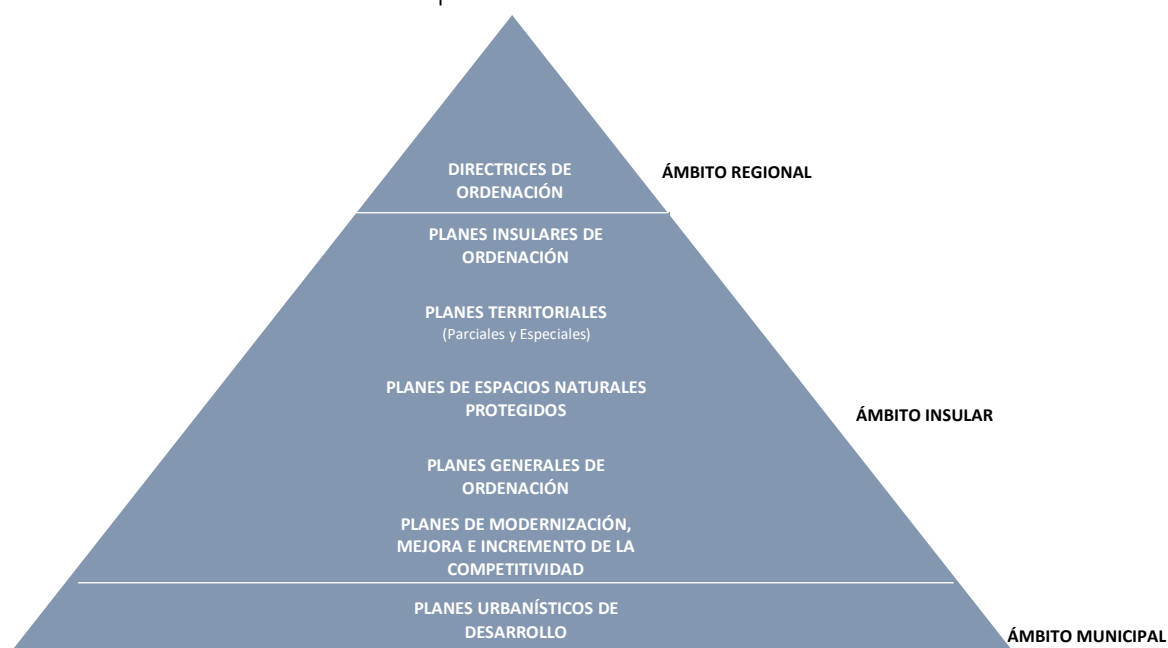 DIRECTRICES DE
ORDENACIÓN
ÁMBITO REGIONAL
PLANES INSULARES DE
ORDENACIÓN
PLANES TERRITORIALES
(Parciales y Especiales)
PLANES DE ESPACIOS NATURALES
PROTEGIDOS
ÁMBITO INSULAR
PLANES GENERALES DE
ORDENACIÓN
PLANES DE MODERNIZACIÓN,
MEJORA E INCREMENTO DE LA
COMPETITIVIDAD
PLANES URBANÍSTICOS DE
DESARROLLO
ÁMBITO MUNICIPAL